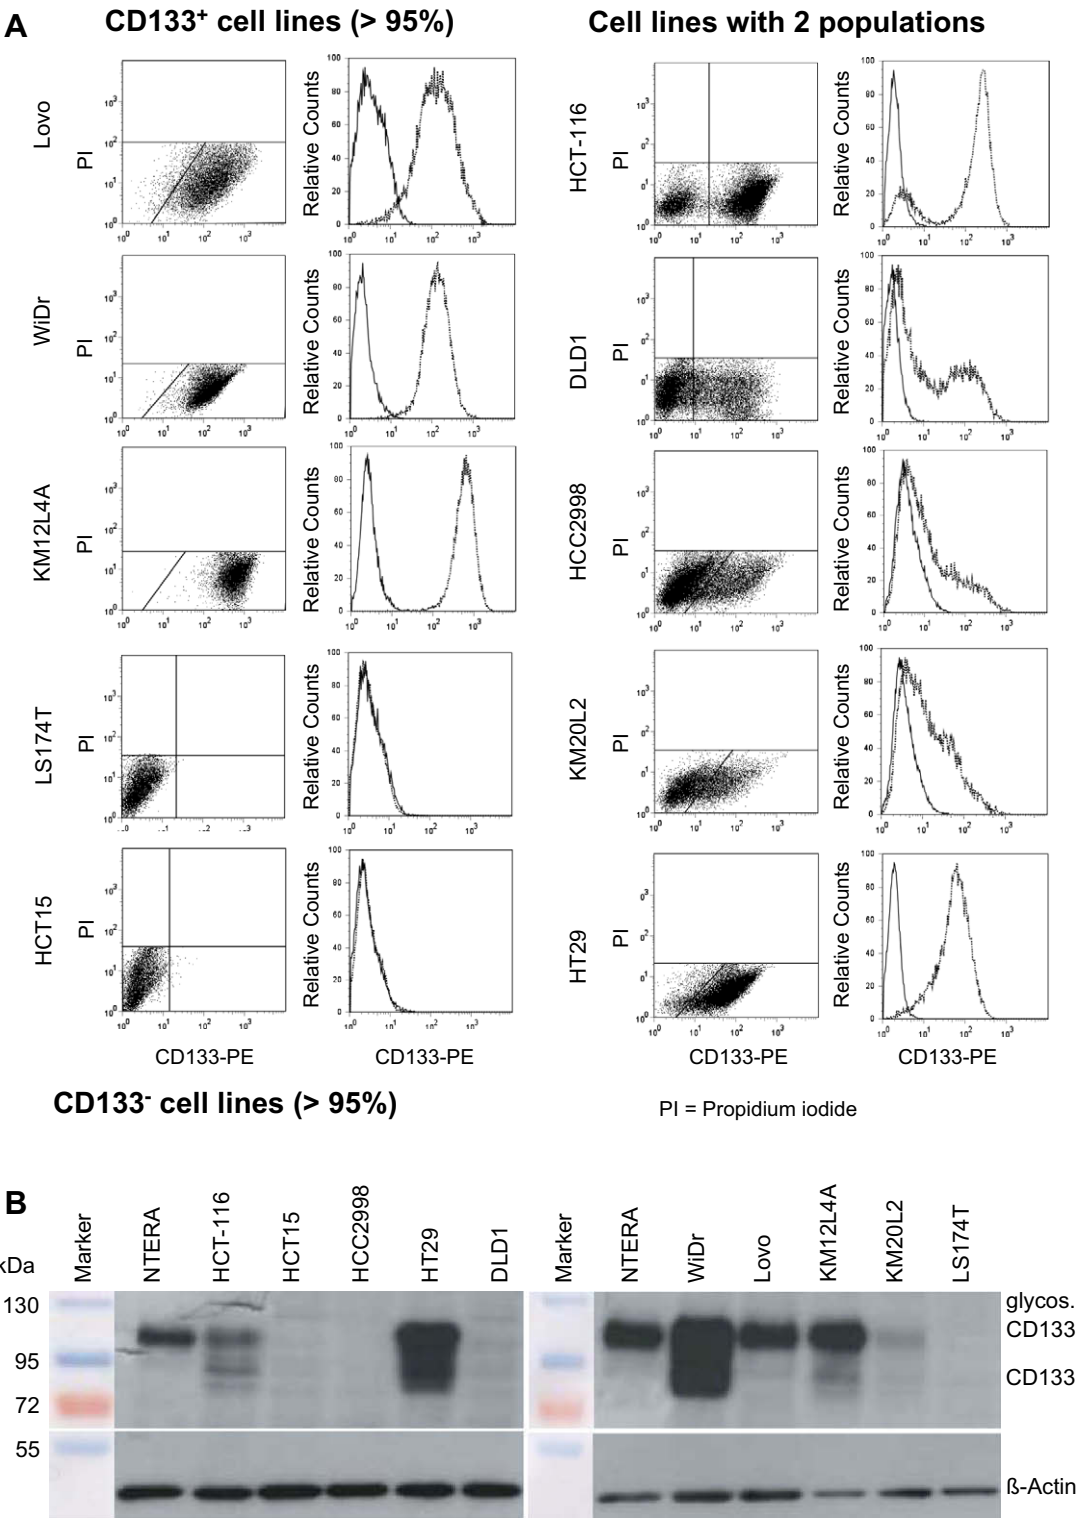 A
CD133+ cell lines (> 95%)
Cell lines with 2 populations
Lovo
PI
Relative Counts
HCT-116
PI
Relative Counts
WiDr
PI
Relative Counts
DLD1
PI
Relative Counts
KM12L4A
PI
Relative Counts
HCC2998
PI
Relative Counts
LS174T
PI
Relative Counts
KM20L2
PI
Relative Counts
HCT15
PI
Relative Counts
HT29
PI
Relative Counts
CD133-PE
CD133-PE
CD133-PE
CD133-PE
CD133- cell lines (> 95%)
PI = Propidium iodide
B
kDa
Marker
NTERA
HCT-116
HCT15
HCC2998
HT29
DLD1
Marker
NTERA
WiDr
Lovo
KM12L4A
KM20L2
LS174T
130
95
72
55
glycos.
CD133
CD133
ß-Actin